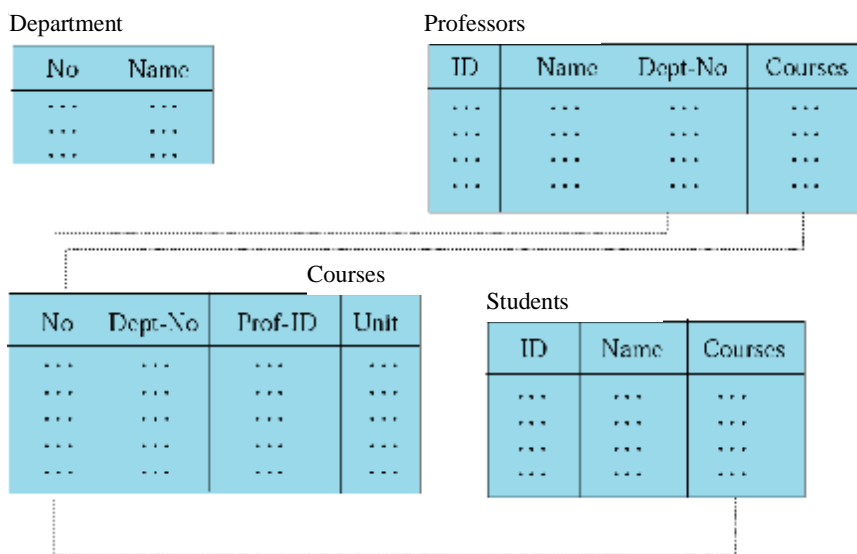 Department
No Name
... ...
... ...
... ...
Professors
ID Name Dept-No Courses
... ... ... ...
... ... ... ...
... ... ... ...
... ... ... ...
Courses
No Dept-No Prof-ID Unit
... ... ... ...
... ... ... ...
... ... ... ...
... ... ... ...
... ... ... ...
Students
ID Name Courses
... ... ...
... ... ...
... ... ...
... ... ...